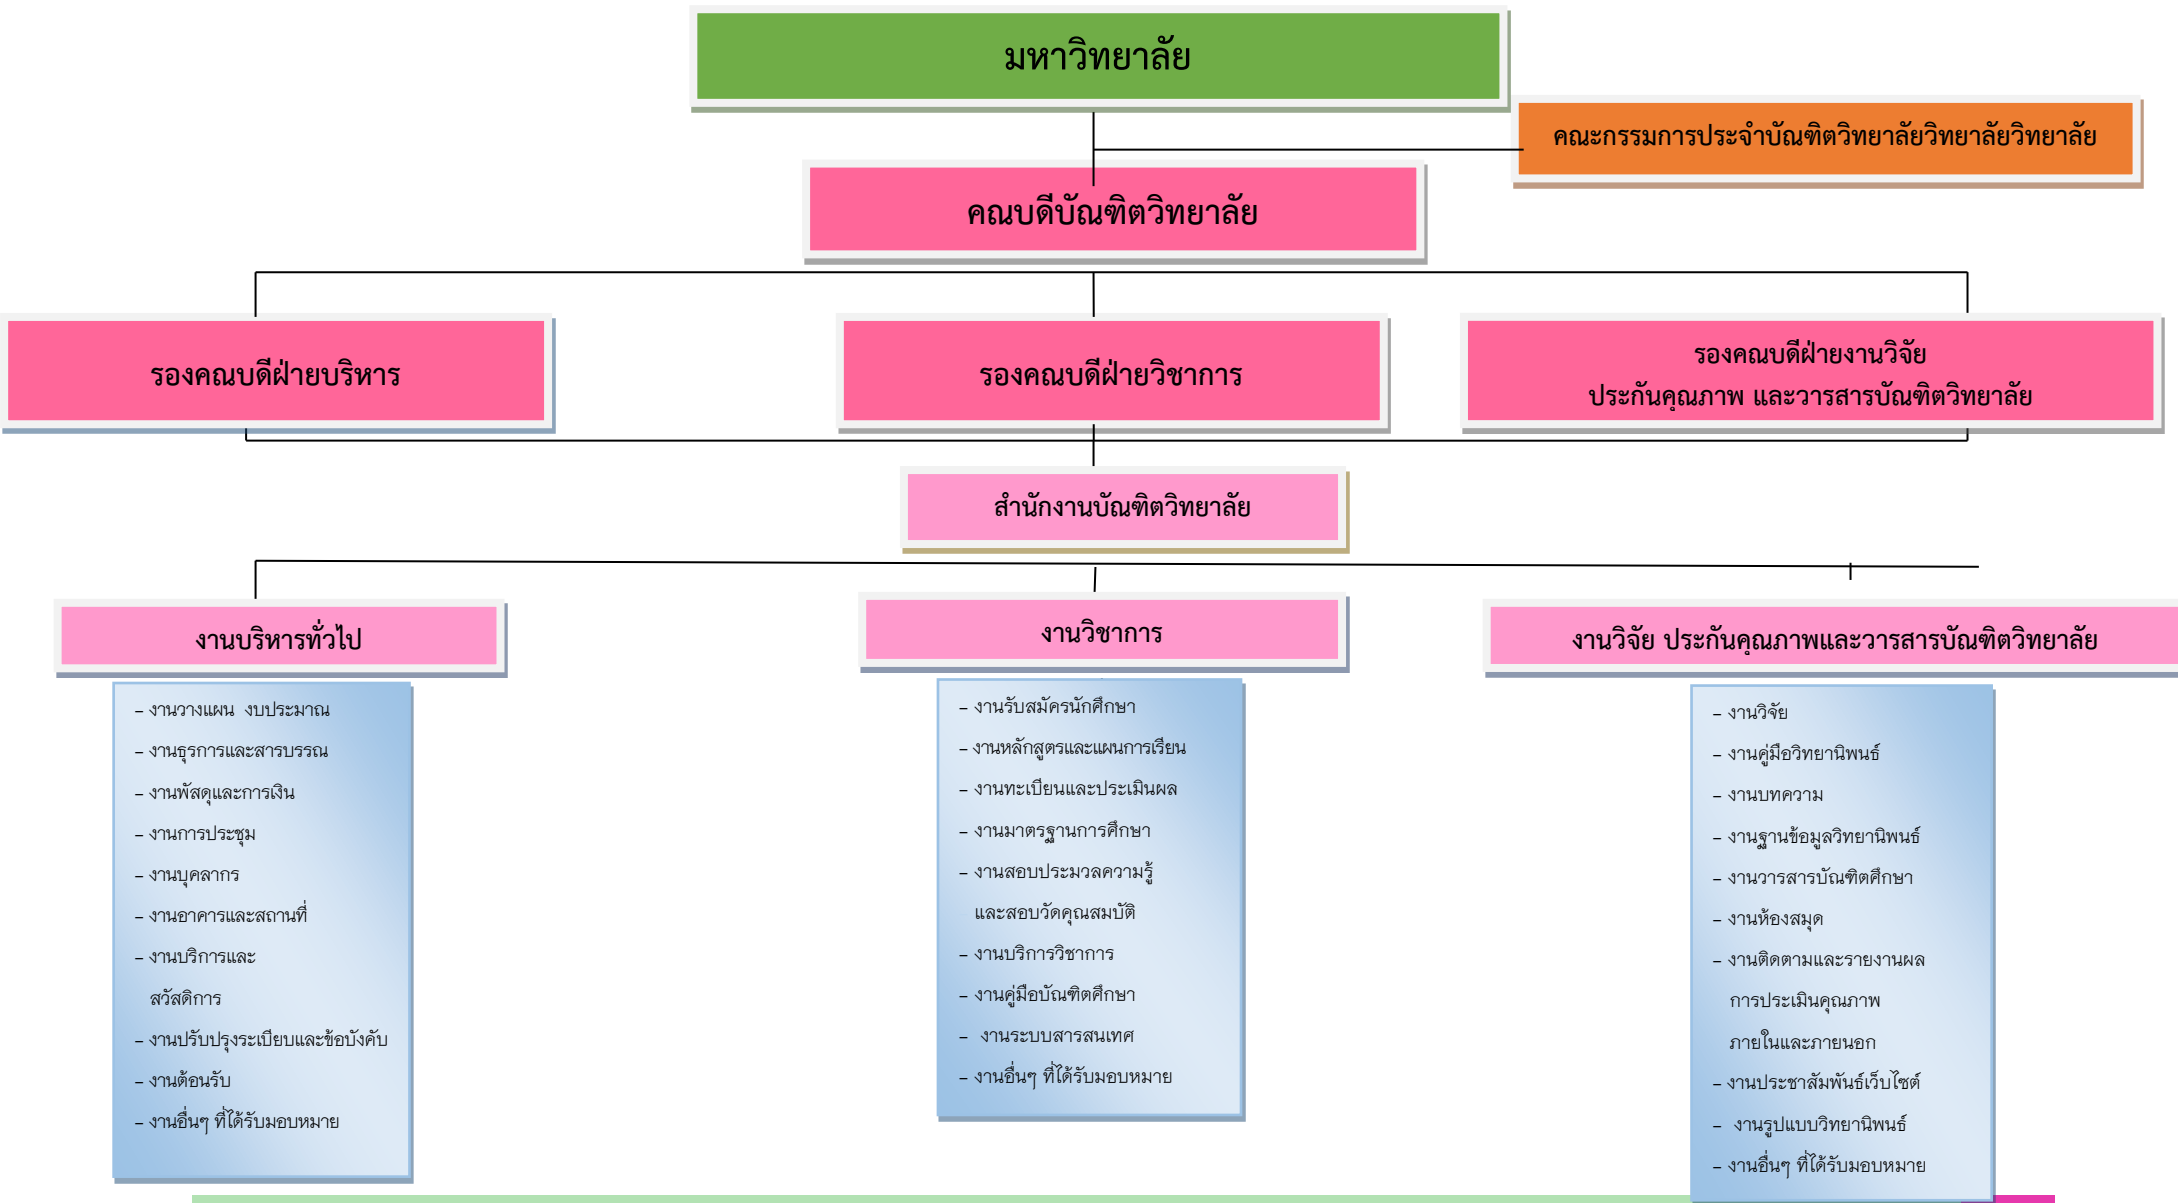 มหาวิทยาลัย
คณะกรรมการประจำบัณฑิตวิทยาลัยวิทยาลัยวิทยาลัย
คณบดีบัณฑิตวิทยาลัย
รองคณบดีฝ่ายบริหาร
รองคณบดีฝ่ายวิชาการ
รองคณบดีฝ่ายงานวิจัย
ประกันคุณภาพ และวารสารบัณฑิตวิทยาลัย
สำนักงานบัณฑิตวิทยาลัย
งานบริหารทั่วไป
- งานวางแผน งบประมาณ
- งานธุรการและสารบรรณ
- งานพัสดุและการเงิน
- งานการประชุม
- งานบุคลากร
- งานอาคารและสถานที่
- งานบริการและ
สวัสดิการ
- งานปรับปรุงระเบียบและข้อบังคับ
- งานต้อนรับ
- งานอื่นๆ ที่ได้รับมอบหมาย
งานวิชาการ
- งานรับสมัครนักศึกษา
- งานหลักสูตรและแผนการเรียน
- งานทะเบียนและประเมินผล
- งานมาตรฐานการศึกษา
- งานสอบประมวลความรู้
และสอบวัดคุณสมบัติ
- งานบริการวิชาการ
- งานคู่มือบัณฑิตศึกษา
- งานระบบสารสนเทศ
- งานอื่นๆ ที่ได้รับมอบหมาย
งานวิจัย ประกันคุณภาพและวารสารบัณฑิตวิทยาลัย
- งานวิจัย
- งานคู่มือวิทยานิพนธ์
- งานบทความ
- งานฐานข้อมูลวิทยานิพนธ์
- งานวารสารบัณฑิตศึกษา
- งานห้องสมุด
- งานติดตามและรายงานผล
การประเมินคุณภาพ
ภายในและภายนอก
- งานประชาสัมพันธ์เว็บไซต์
- งานรูปแบบวิทยานิพนธ์
- งานอื่นๆ ที่ได้รับมอบหมาย